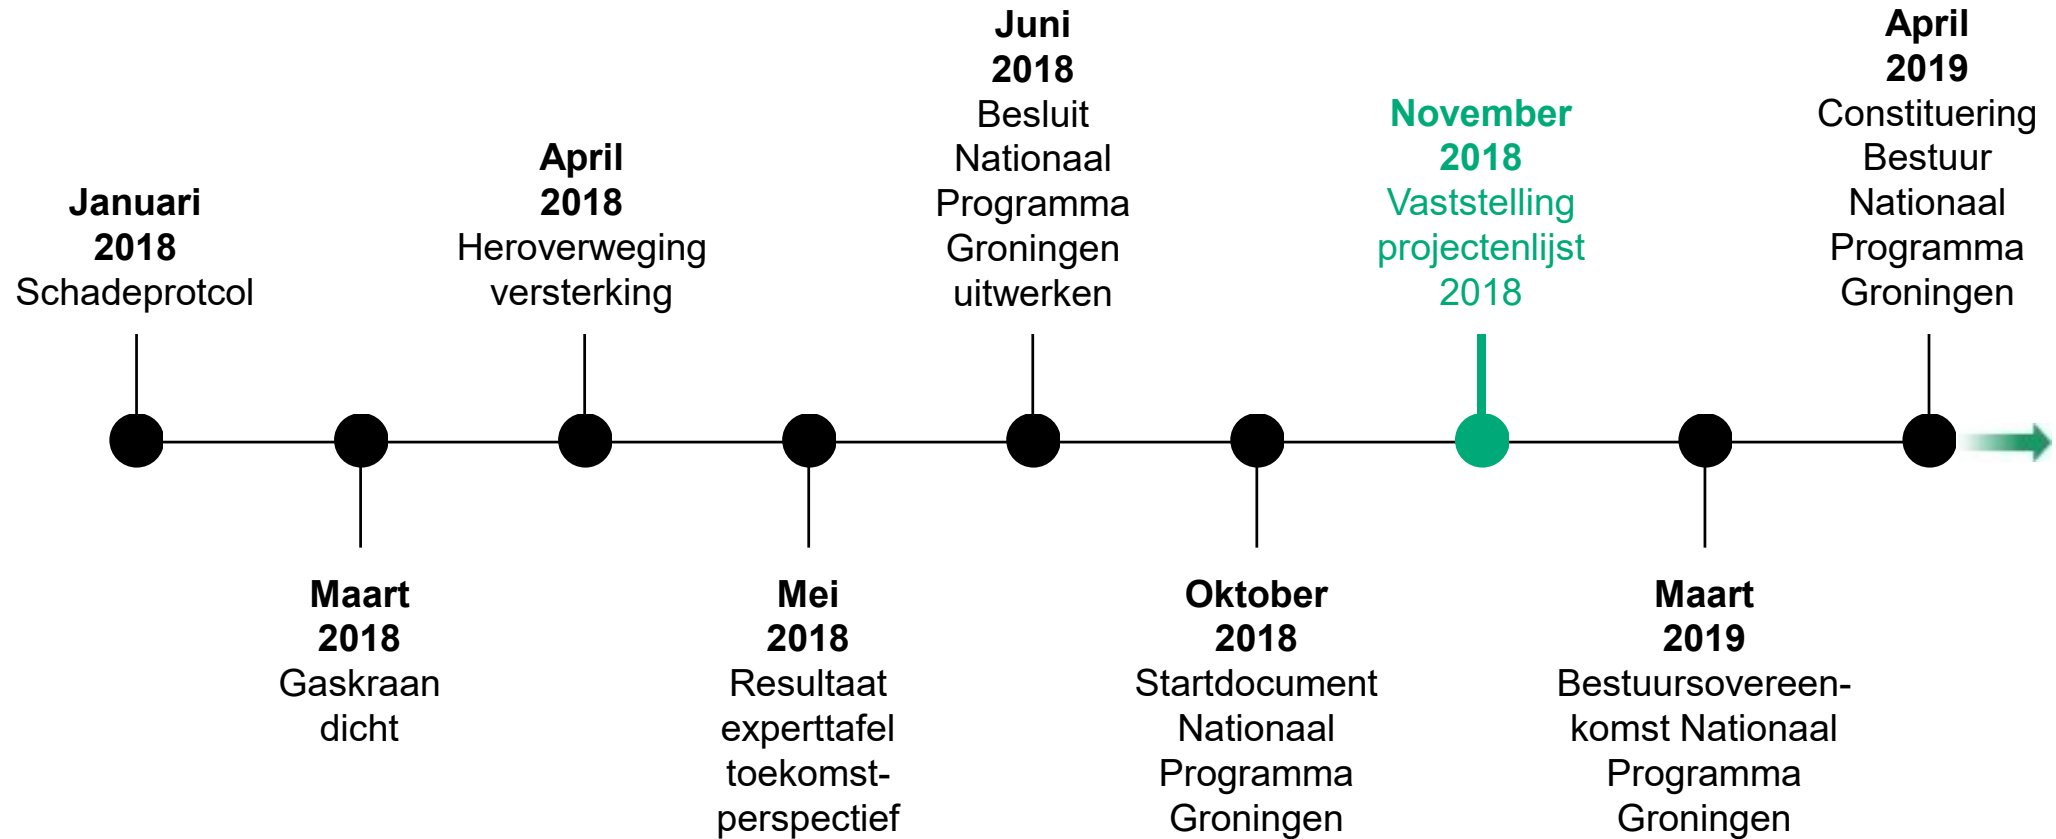 Januari
2018
Schadeprotcol
Maart
2018
Gaskraan
dicht
April
2018
Heroverweging
versterking
Mei
2018
Resultaat
experttafel
toekomst-
perspectief
Juni
2018
Besluit
Nationaal
Programma
Groningen
uitwerken
Oktober
2018
Startdocument
Nationaal
Programma
Groningen
November
2018
Vaststelling
projectenlijst
2018
Maart
2019
Bestuursovereen-
komst Nationaal
Programma
Groningen
April
2019
Constituering
Bestuur
Nationaal
Programma
Groningen